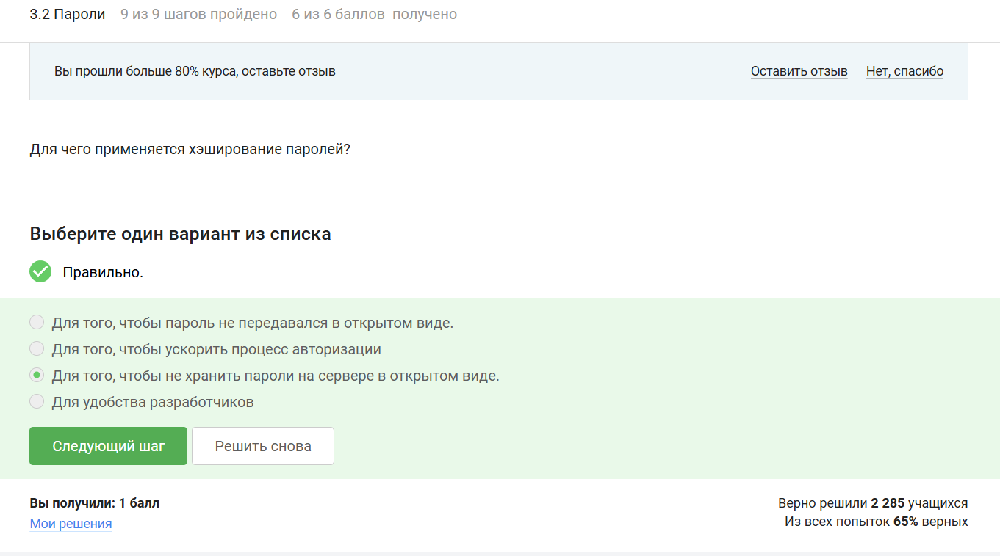 3.2 Пароли 9 из 9 шагов пройдено 6 из 6 баллов получено
Вы прошли больше 80% курса, оставьте отзыв Оставить отзыв Нет, спасибо
Для чего применяется хэширование паролей?
Выберите один вариант из списка
Правильно.
Для того, чтобы пароль не передавался в открытом виде.
Для того, чтобы ускорить процесс авторизации
Для того, чтобы не хранить пароли на сервере в открытом виде.
Для удобства разработчиков
Следующий шаг Решить снова
Вы получили: 1 балл Верно решили 2 285 учащихся
Мои решения Из всех попыток 65% верных